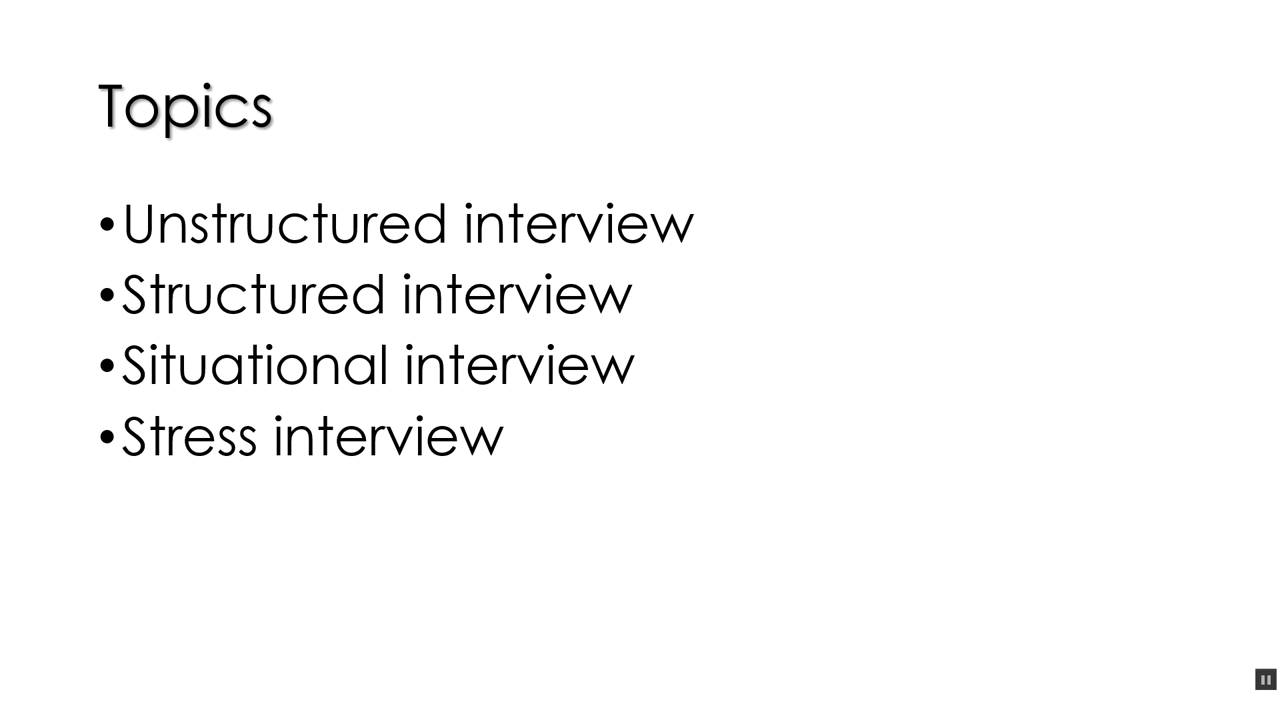 Topics
•Unstructured interview
•Structured interview
•Situational interview
•Stress interview